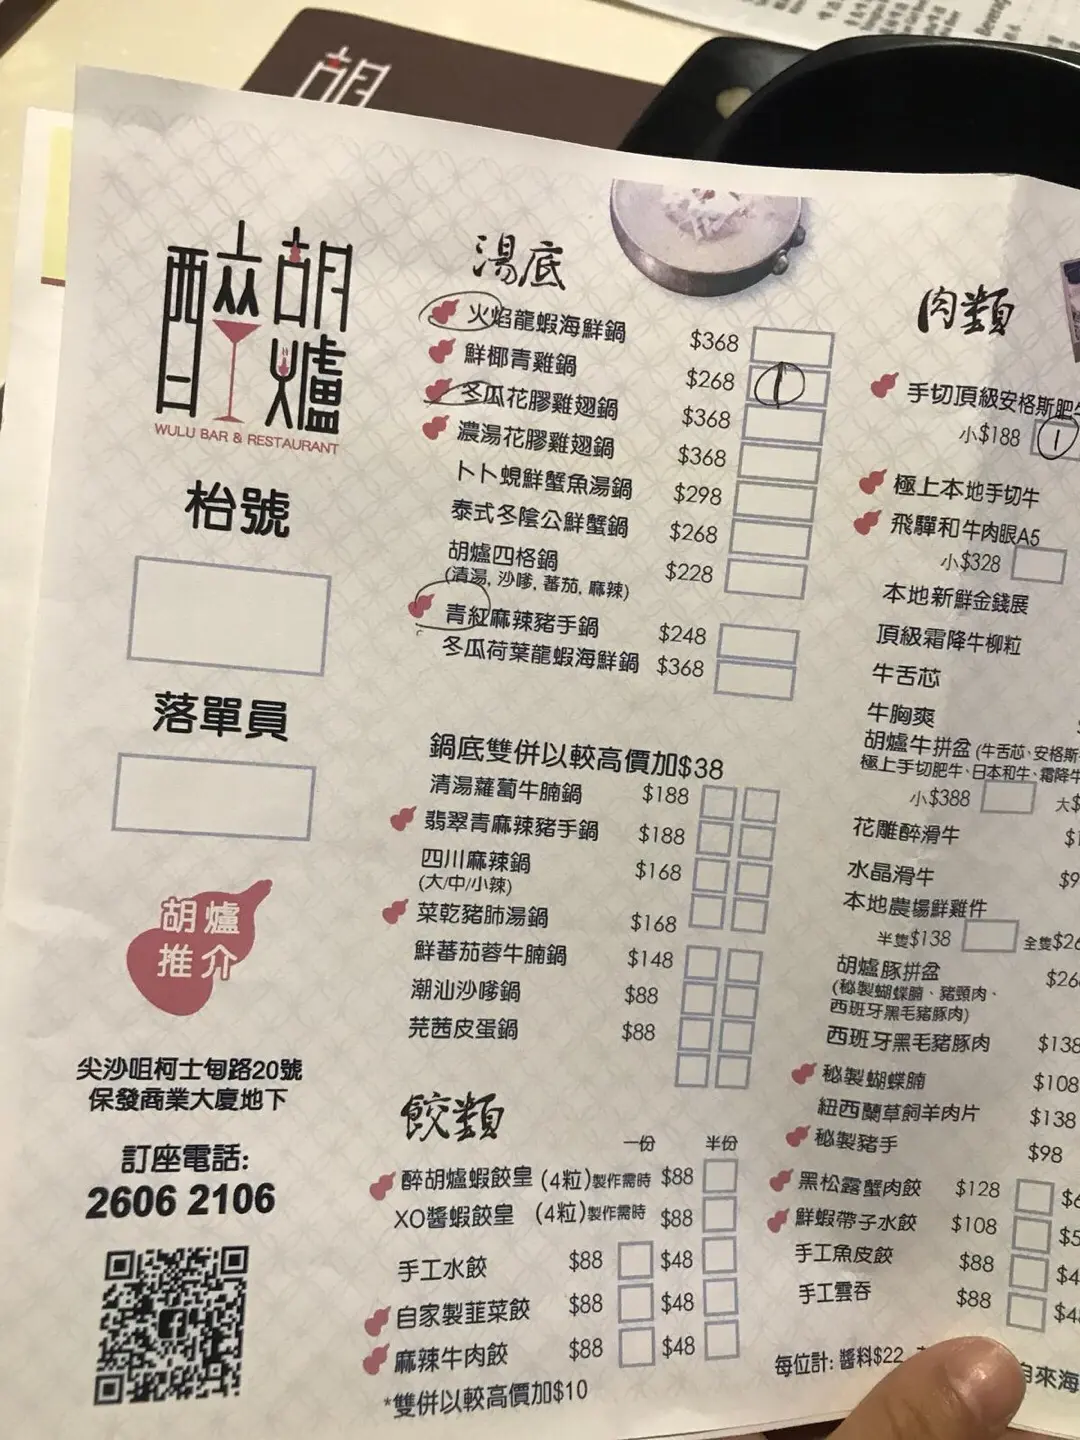 胡
醉胡爐
WULU BAR & RESTAURANT
枱號
落單員
胡爐
推介
尖沙咀柯士甸路20號
保發商業大廈地下
訂座電話:
2606 2106
湯底
火焰龍蝦海鮮鍋 $368
鮮椰青雞鍋 $268 1
冬瓜花膠雞翅鍋 $368
濃湯花膠雞翅鍋 $368
卜卜蜆鮮蟹魚湯鍋 $298
泰式冬陰公鮮蟹鍋 $268
胡爐四格鍋 $228
(清湯, 沙嗲, 蕃茄, 麻辣)
青紅麻辣豬手鍋 $248
冬瓜荷葉龍蝦海鮮鍋 $368
鍋底雙併以較高價加$38
清湯蘿蔔牛腩鍋 $188
翡翠青麻辣豬手鍋 $188
四川麻辣鍋 $168
(大/中/小辣)
菜乾豬肺湯鍋 $168
鮮蕃茄蓉牛腩鍋 $148
潮汕沙嗲鍋 $88
芫茜皮蛋鍋 $88
餃類
一份 半份
醉胡爐蝦餃皇 (4粒)製作需時 $88
XO醬蝦餃皇 (4粒)製作需時 $88
手工水餃 $88 $48
自家製韮菜餃 $88 $48
麻辣牛肉餃 $88 $48
*雙併以較高價加$10
肉類
手切頂級安格斯肥牛
小$188 1
極上本地手切牛
飛驒和牛肉眼A5
小$328
本地新鮮金錢展
頂級霜降牛柳粒
牛舌芯
牛胸爽
胡爐牛拼盆 (牛舌芯、安格斯
極上手切肥牛、日本和牛、霜降牛
小$388 大$
花雕醉滑牛
水晶滑牛
本地農場鮮雞件
半隻$138 全隻$26
胡爐豚拼盆 $26
(秘製蝴蝶腩、豬頸肉、
西班牙黑毛豬豚肉)
西班牙黑毛豬豚肉 $138
秘製蝴蝶腩 $108
紐西蘭草飼羊肉片 $138
秘製豬手 $98
黑松露蟹肉餃 $128
鮮蝦帶子水餃 $108
手工魚皮餃 $88
手工雲吞 $88
每位計: 醬料$22
自來海